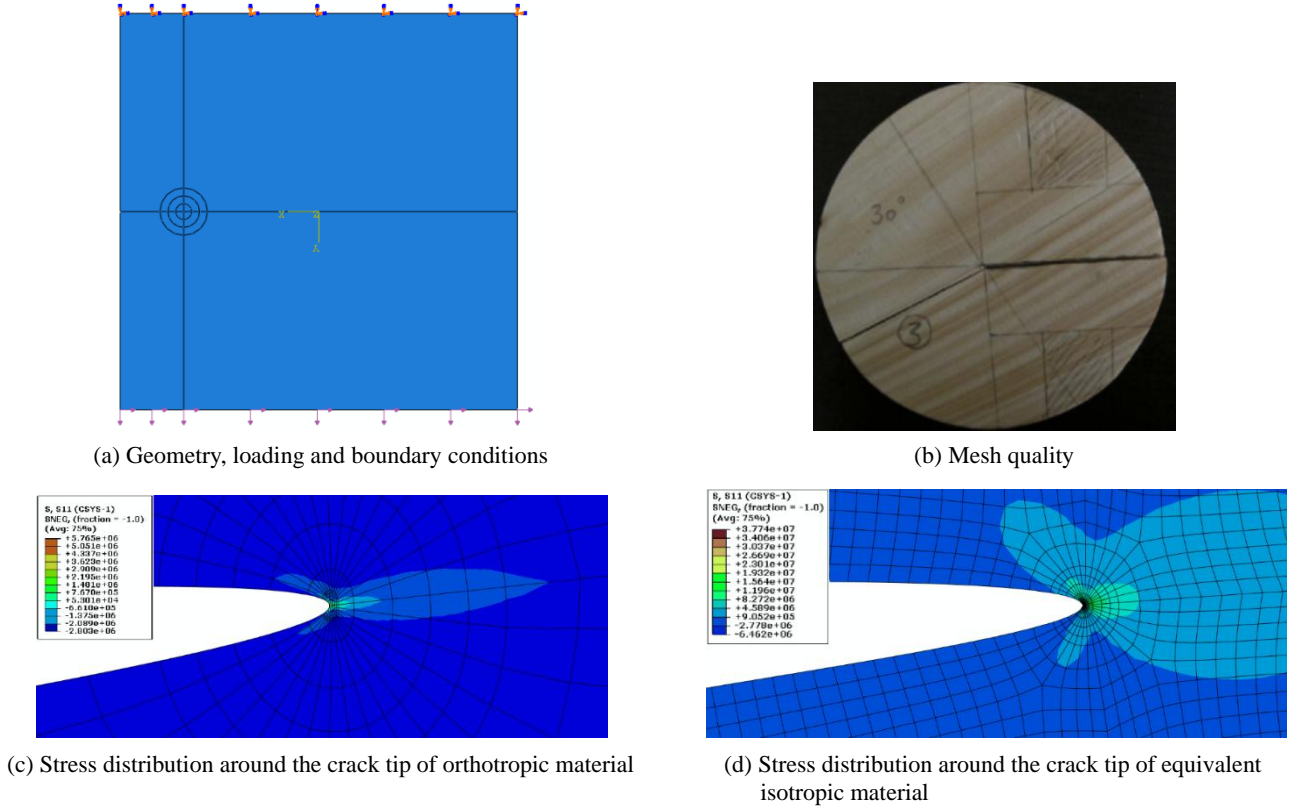 X Z
Y
(a) Geometry, loading and boundary conditions
30°
3
(b) Mesh quality
S, S11 (CSYS-1)
SNEG, (fraction = -1.0)
(Avg: 75%)
+5.765e+06
+5.051e+06
+4.337e+06
+3.623e+06
+2.909e+06
+2.195e+06
+1.481e+06
+7.670e+05
+5.301e+04
-6.610e+05
-1.375e+06
-2.089e+06
-2.803e+06
(c) Stress distribution around the crack tip of orthotropic material
S, S11 (CSYS-1)
SNEG, (fraction = -1.0)
(Avg: 75%)
+3.774e+07
+3.406e+07
+3.037e+07
+2.669e+07
+2.301e+07
+1.932e+07
+1.564e+07
+1.196e+07
+8.272e+06
+4.589e+06
+9.052e+05
-2.778e+06
-6.462e+06
(d) Stress distribution around the crack tip of equivalent
isotropic material